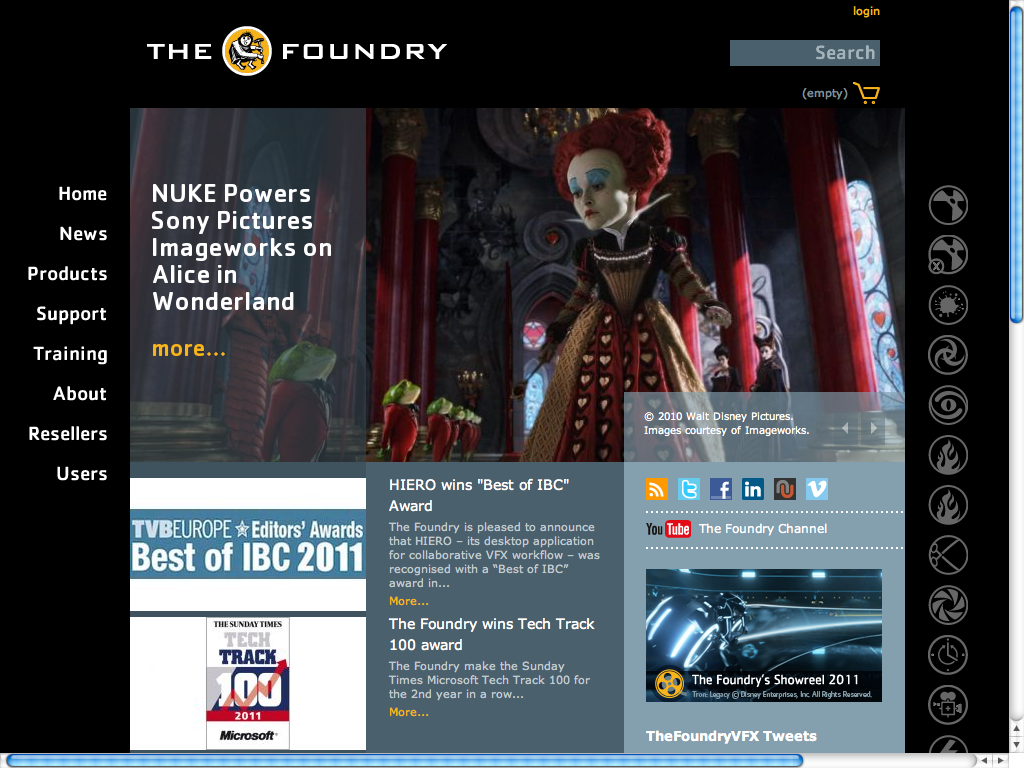 login
THE FOUNDRY
Search
(empty)
Home
News
Products
Support
Training
About
Resellers
Users
NUKE Powers
Sony Pictures
Imageworks on
Alice in
Wonderland
more...
© 2010 Walt Disney Pictures.
Images courtesy of Imageworks.
TVBEUROPE Editors' Awards
Best of IBC 2011
THE SUNDAY TIMES
TECH
TRACK
100
2011
Microsoft
HIERO wins "Best of IBC"
Award
The Foundry is pleased to announce
that HIERO – its desktop application
for collaborative VFX workflow – was
recognised with a “Best of IBC”
award in...
More...
The Foundry wins Tech Track
100 award
The Foundry make the Sunday
Times Microsoft Tech Track 100 for
the 2nd year in a row...
More...
in
YouTube The Foundry Channel
The Foundry's Showreel 2011
Tron: Legacy © Disney Enterprises, Inc. All Rights Reserved.
TheFoundryVFX Tweets